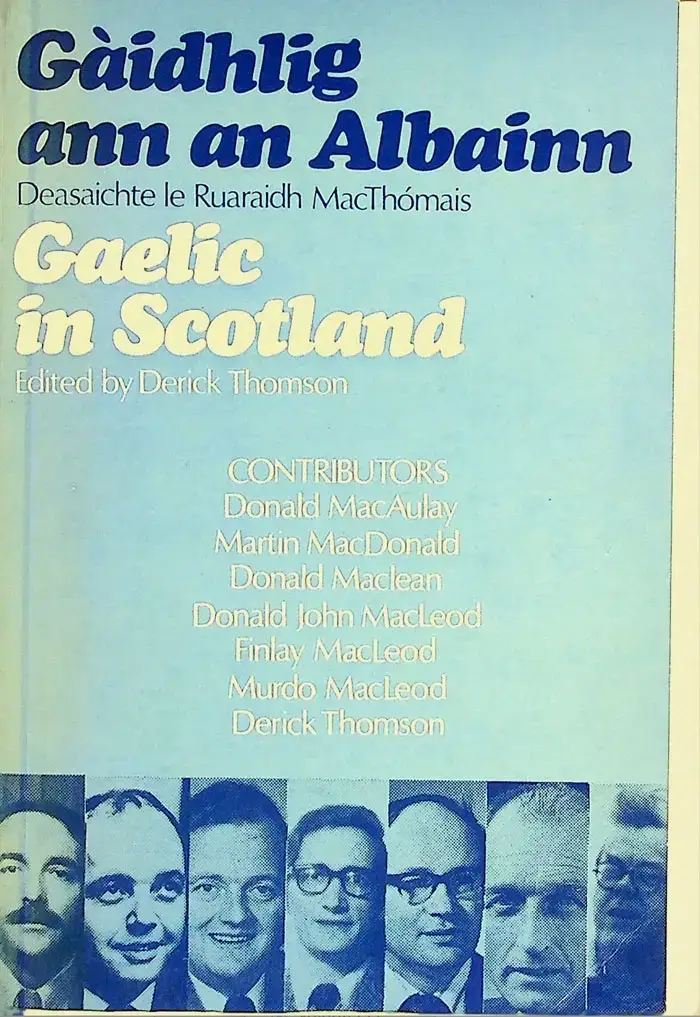 Gàidhlig
ann an Albainn
Deasaichte le Ruaraidh MacThómais
Gaelic
in Scotland
Edited by Derick Thomson
CONTRIBUTORS
Donald MacAulay
Martin MacDonald
Donald Maclean
Donald John MacLeod
Finlay MacLeod
Murdo MacLeod
Derick Thomson